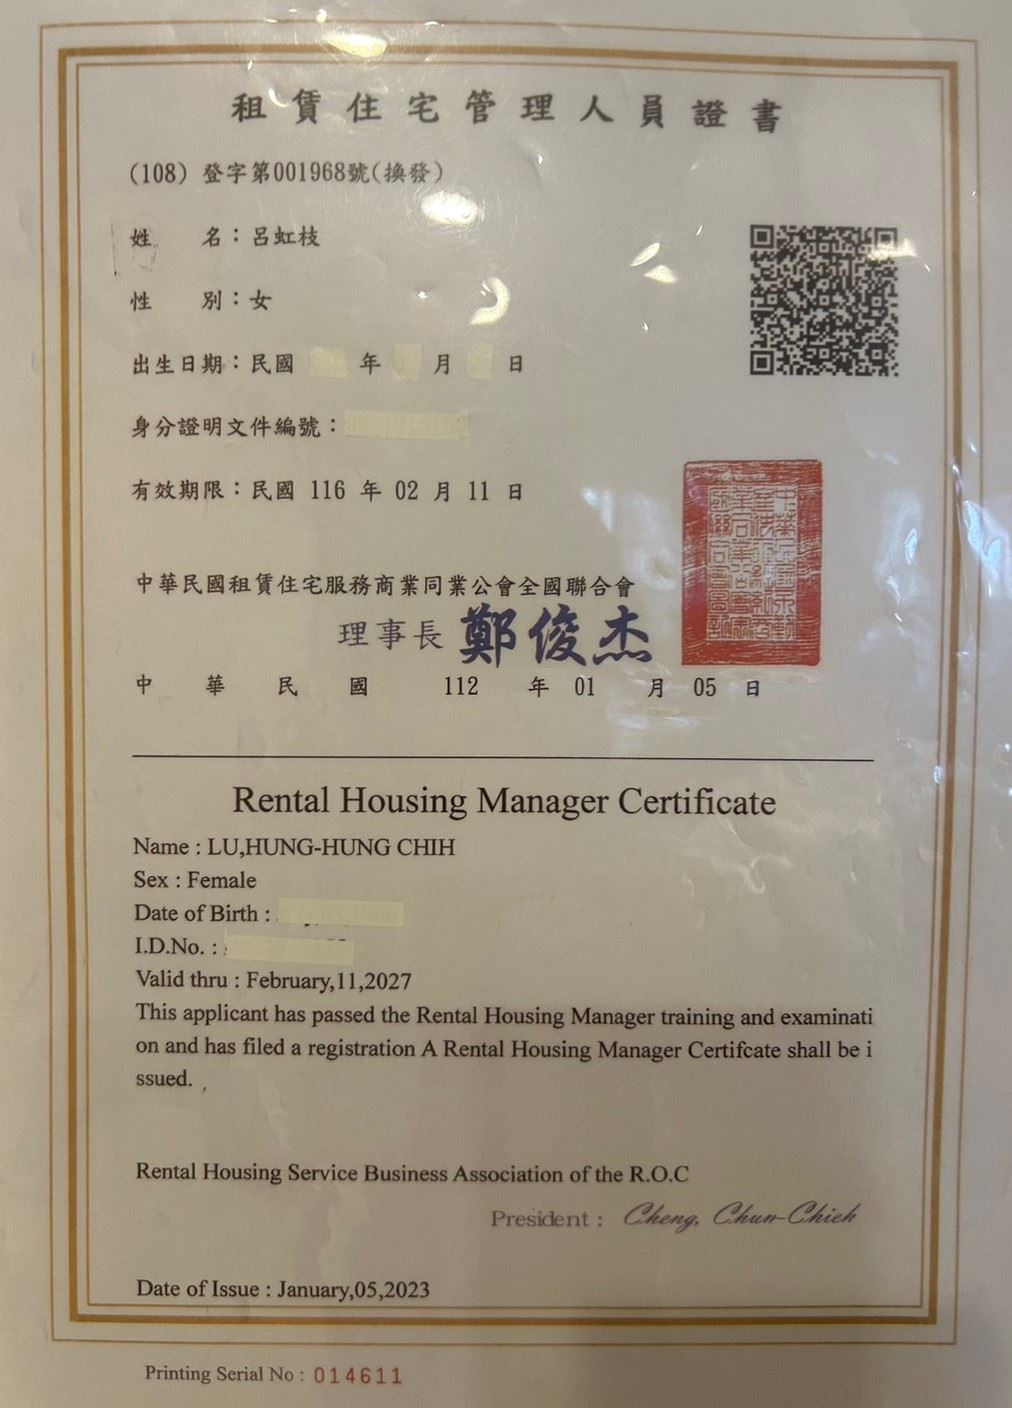 租賃住宅管理人員證書
(108) 登字第001968號(換發)
姓 名：呂虹枝
性 別：女
出生日期：民國 年 月 日
身分證明文件編號：
有效期限：民國 116 年 02 月 11 日
中華民國租賃住宅服務商業同業公會全國聯合會
理事長 鄭俊杰
中 華 民 國 112 年 01 月 05 日
Rental Housing Manager Certificate
Name : LU,HUNG-HUNG CHIH
Sex : Female
Date of Birth :
I.D.No. :
Valid thru : February,11,2027
This applicant has passed the Rental Housing Manager training and examinati
on and has filed a registration A Rental Housing Manager Certifcate shall be i
ssued.
Rental Housing Service Business Association of the R.O.C
President : Cheng, Chun-Chieh
Date of Issue : January,05,2023
Printing Serial No : 014611